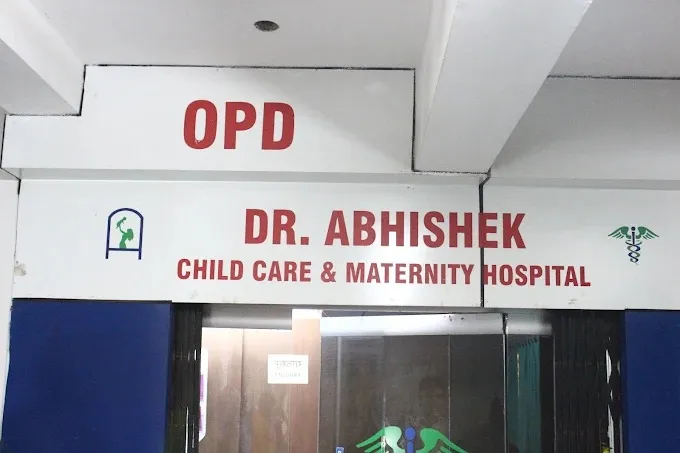 OPD
DR. ABHISHEK
CHILD CARE & MATERNITY HOSPITAL